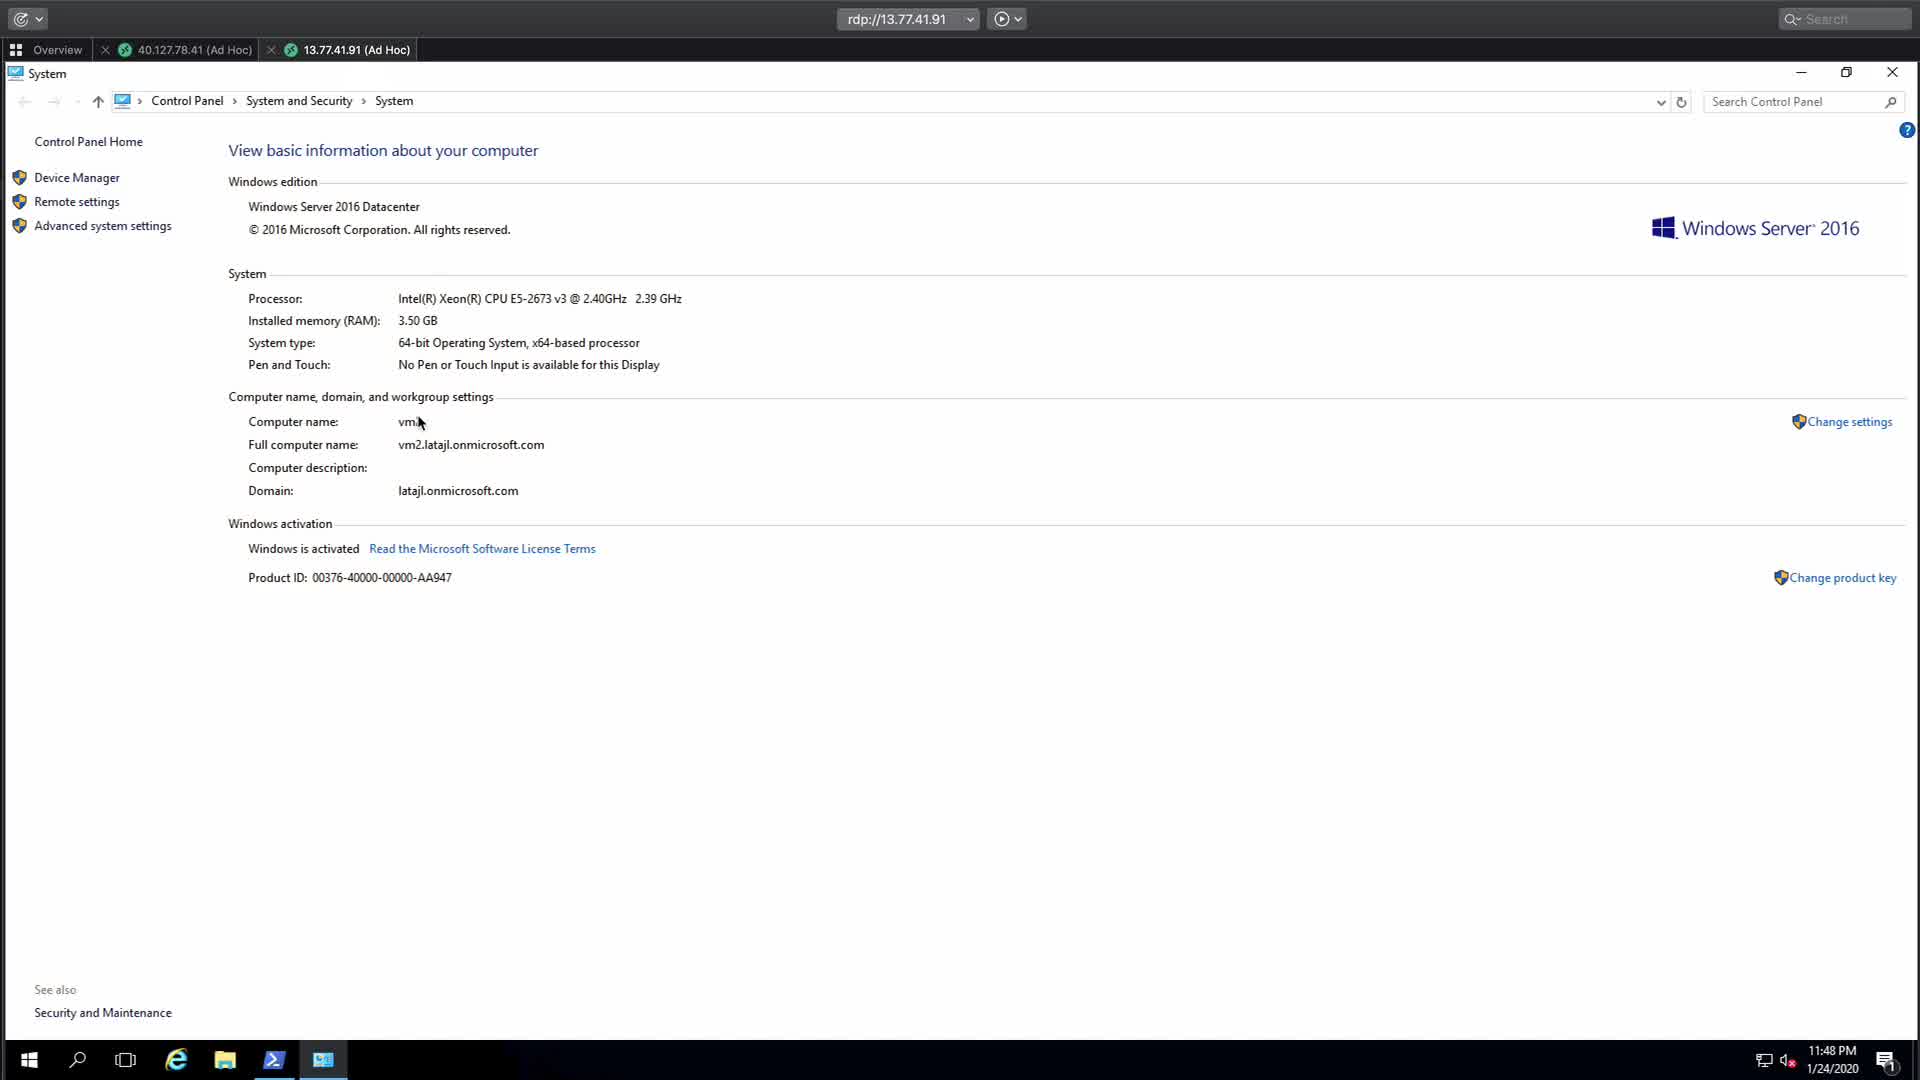 rdp://13.77.41.91
Search
Overview
40.127.78.41 (Ad Hoc)
13.77.41.91 (Ad Hoc)
System
Control Panel › System and Security › System
Search Control Panel
?
Control Panel Home
Device Manager
Remote settings
Advanced system settings
View basic information about your computer
Windows edition
Windows Server 2016 Datacenter
© 2016 Microsoft Corporation. All rights reserved.
Windows Server 2016
System
Processor: Intel(R) Xeon(R) CPU E5-2673 v3 @ 2.40GHz 2.39 GHz
Installed memory (RAM): 3.50 GB
System type: 64-bit Operating System, x64-based processor
Pen and Touch: No Pen or Touch Input is available for this Display
Computer name, domain, and workgroup settings
Computer name:
Change settings
Full computer name: vm2.latajl.onmicrosoft.com
Computer description:
Domain: latajl.onmicrosoft.com
Windows activation
Windows is activated Read the Microsoft Software License Terms
Product ID: 00376-40000-00000-AA947
Change product key
See also
Security and Maintenance
11:48 PM
1/24/2020
1